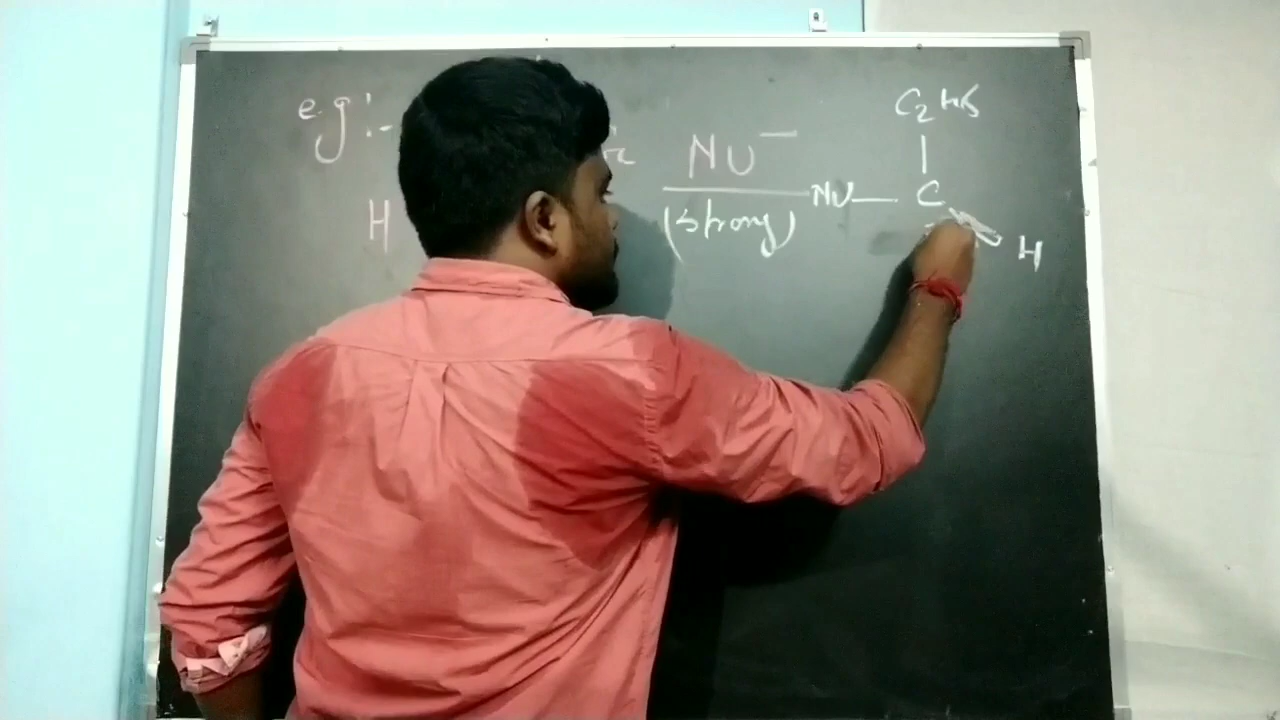 e.g:-
Nu⁻
(strong)
C2H5
|
Nu— C
H
H